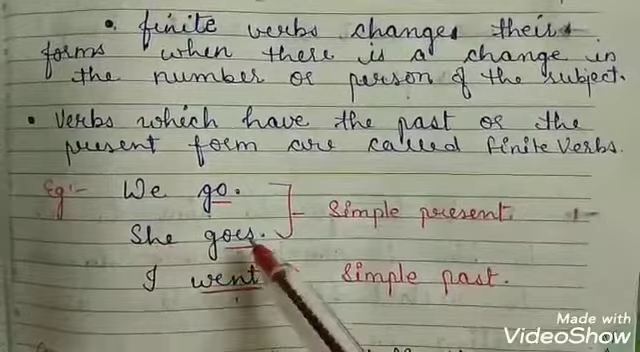 • finite verbs changes their
forms when there is a change in
the number or person of the subject.
• Verbs which have the past or the
present form are called finite Verbs.
Eg:- We go.
Simple present.
She goes.
I went Simple past.
Made with
VideoShow